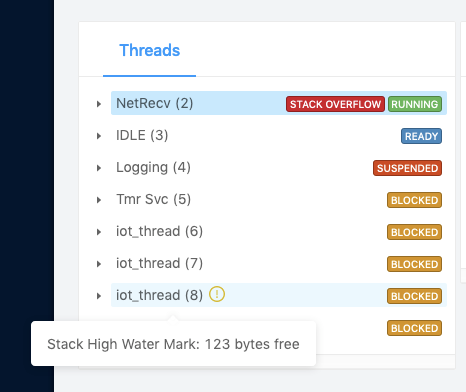 Threads
NetRecv (2) STACK OVERFLOW RUNNING
IDLE (3) READY
Logging (4) SUSPENDED
Tmr Svc (5) BLOCKED
iot_thread (6) BLOCKED
iot_thread (7) BLOCKED
iot_thread (8) BLOCKED
BLOCKED
Stack High Water Mark: 123 bytes free